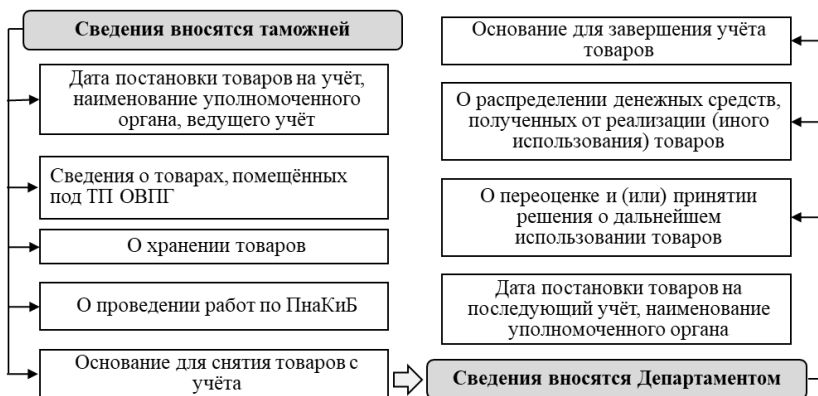 Сведения вносятся таможней
Дата постановки товаров на учёт,
наименование уполномоченного
органа, ведущего учёт
Сведения о товарах, помещённых
под ТП ОВПГ
О хранении товаров
О проведении работ по ПнаКиБ
Основание для снятия товаров с
учёта
Основание для завершения учёта
товаров
О распределении денежных средств,
полученных от реализации (иного
использования) товаров
О переоценке и (или) принятии
решения о дальнейшем
использовании товаров
Дата постановки товаров на
последующий учёт, наименование
уполномоченного органа
Сведения вносятся Департаментом